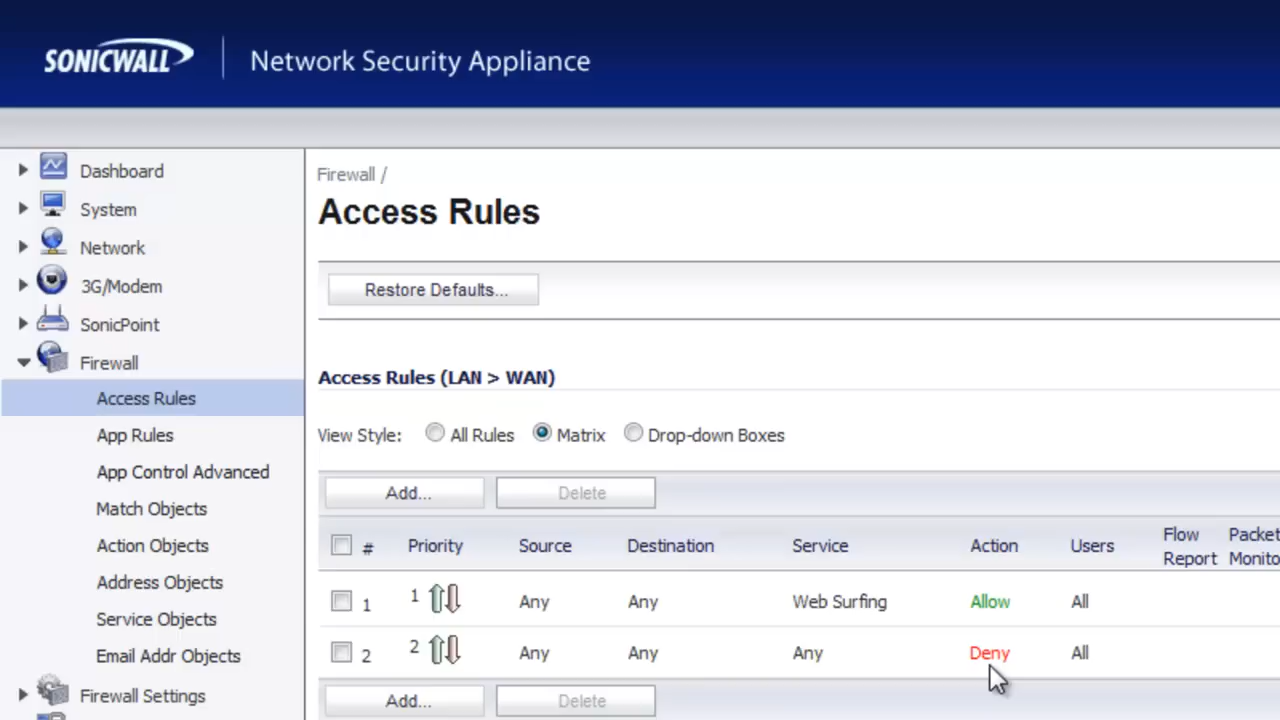 SONICWALL
Network Security Appliance
Dashboard
System
Network
3G/Modem
SonicPoint
Firewall
Access Rules
App Rules
App Control Advanced
Match Objects
Action Objects
Address Objects
Service Objects
Email Addr Objects
Firewall Settings
Firewall /
Access Rules
Restore Defaults...
Access Rules (LAN > WAN)
View Style: All Rules Matrix Drop-down Boxes
Add... Delete
# Priority Source Destination Service Action Users Flow Report Packet Monito
1 1 Any Any Web Surfing Allow All
2 2 Any Any Any Deny All
Add... Delete